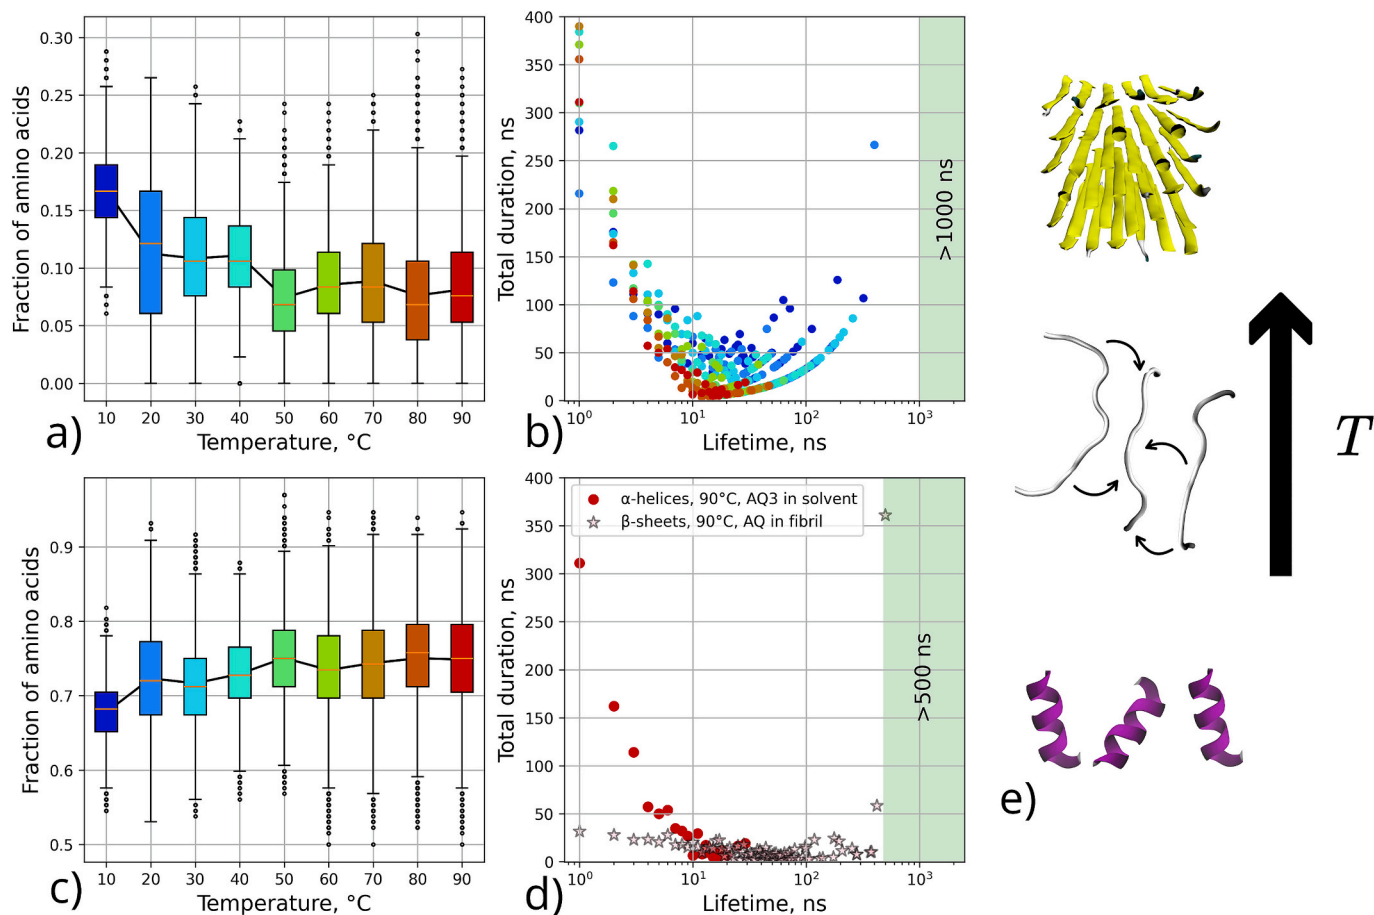 a)
Fraction of amino acids
0.30
0.25
0.20
0.15
0.10
0.05
0.00
10 20 30 40 50 60 70 80 90
Temperature, °C
b)
Total duration, ns
400
350
300
250
200
150
100
50
0
>1000 ns
10⁰ 10¹ 10² 10³
Lifetime, ns
c)
Fraction of amino acids
0.9
0.8
0.7
0.6
0.5
10 20 30 40 50 60 70 80 90
Temperature, °C
d)
Total duration, ns
400
350
300
250
200
150
100
50
0
α-helices, 90°C, AQ3 in solvent
β-sheets, 90°C, AQ in fibril
>500 ns
10⁰ 10¹ 10² 10³
Lifetime, ns
e)
T